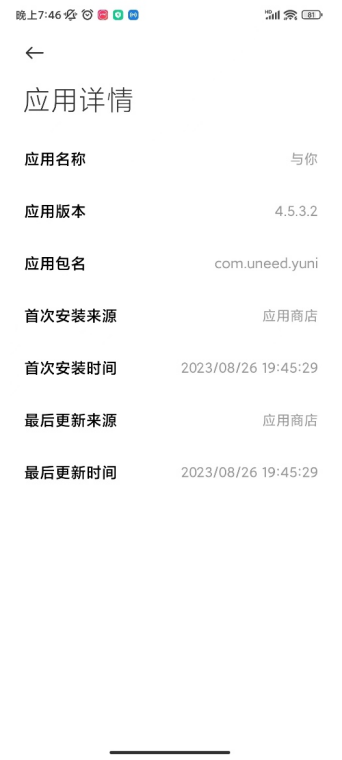 晚上7:46
HD
81
应用详情
应用名称 与你
应用版本 4.5.3.2
应用包名 com.uneed.yuni
首次安装来源 应用商店
首次安装时间 2023/08/26 19:45:29
最后更新来源 应用商店
最后更新时间 2023/08/26 19:45:29